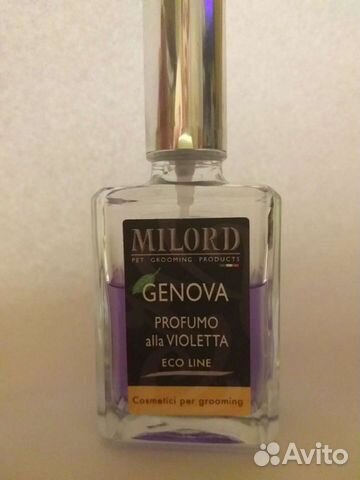 MILORD
PET GROOMING PRODUCTS
GENOVA
PROFUMO
alla VIOLETTA
ECO LINE
Cosmetici per grooming
Avito